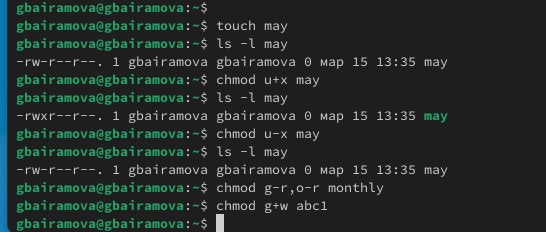 gbairamova@gbairamova:~$
gbairamova@gbairamova:~$ touch may
gbairamova@gbairamova:~$ ls -l may
-rw-r--r--. 1 gbairamova gbairamova 0 мар 15 13:35 may
gbairamova@gbairamova:~$ chmod u+x may
gbairamova@gbairamova:~$ ls -l may
-rwxr--r--. 1 gbairamova gbairamova 0 мар 15 13:35 may
gbairamova@gbairamova:~$ chmod u-x may
gbairamova@gbairamova:~$ ls -l may
-rw-r--r--. 1 gbairamova gbairamova 0 мар 15 13:35 may
gbairamova@gbairamova:~$ chmod g-r,o-r monthly
gbairamova@gbairamova:~$ chmod g+w abc1
gbairamova@gbairamova:~$